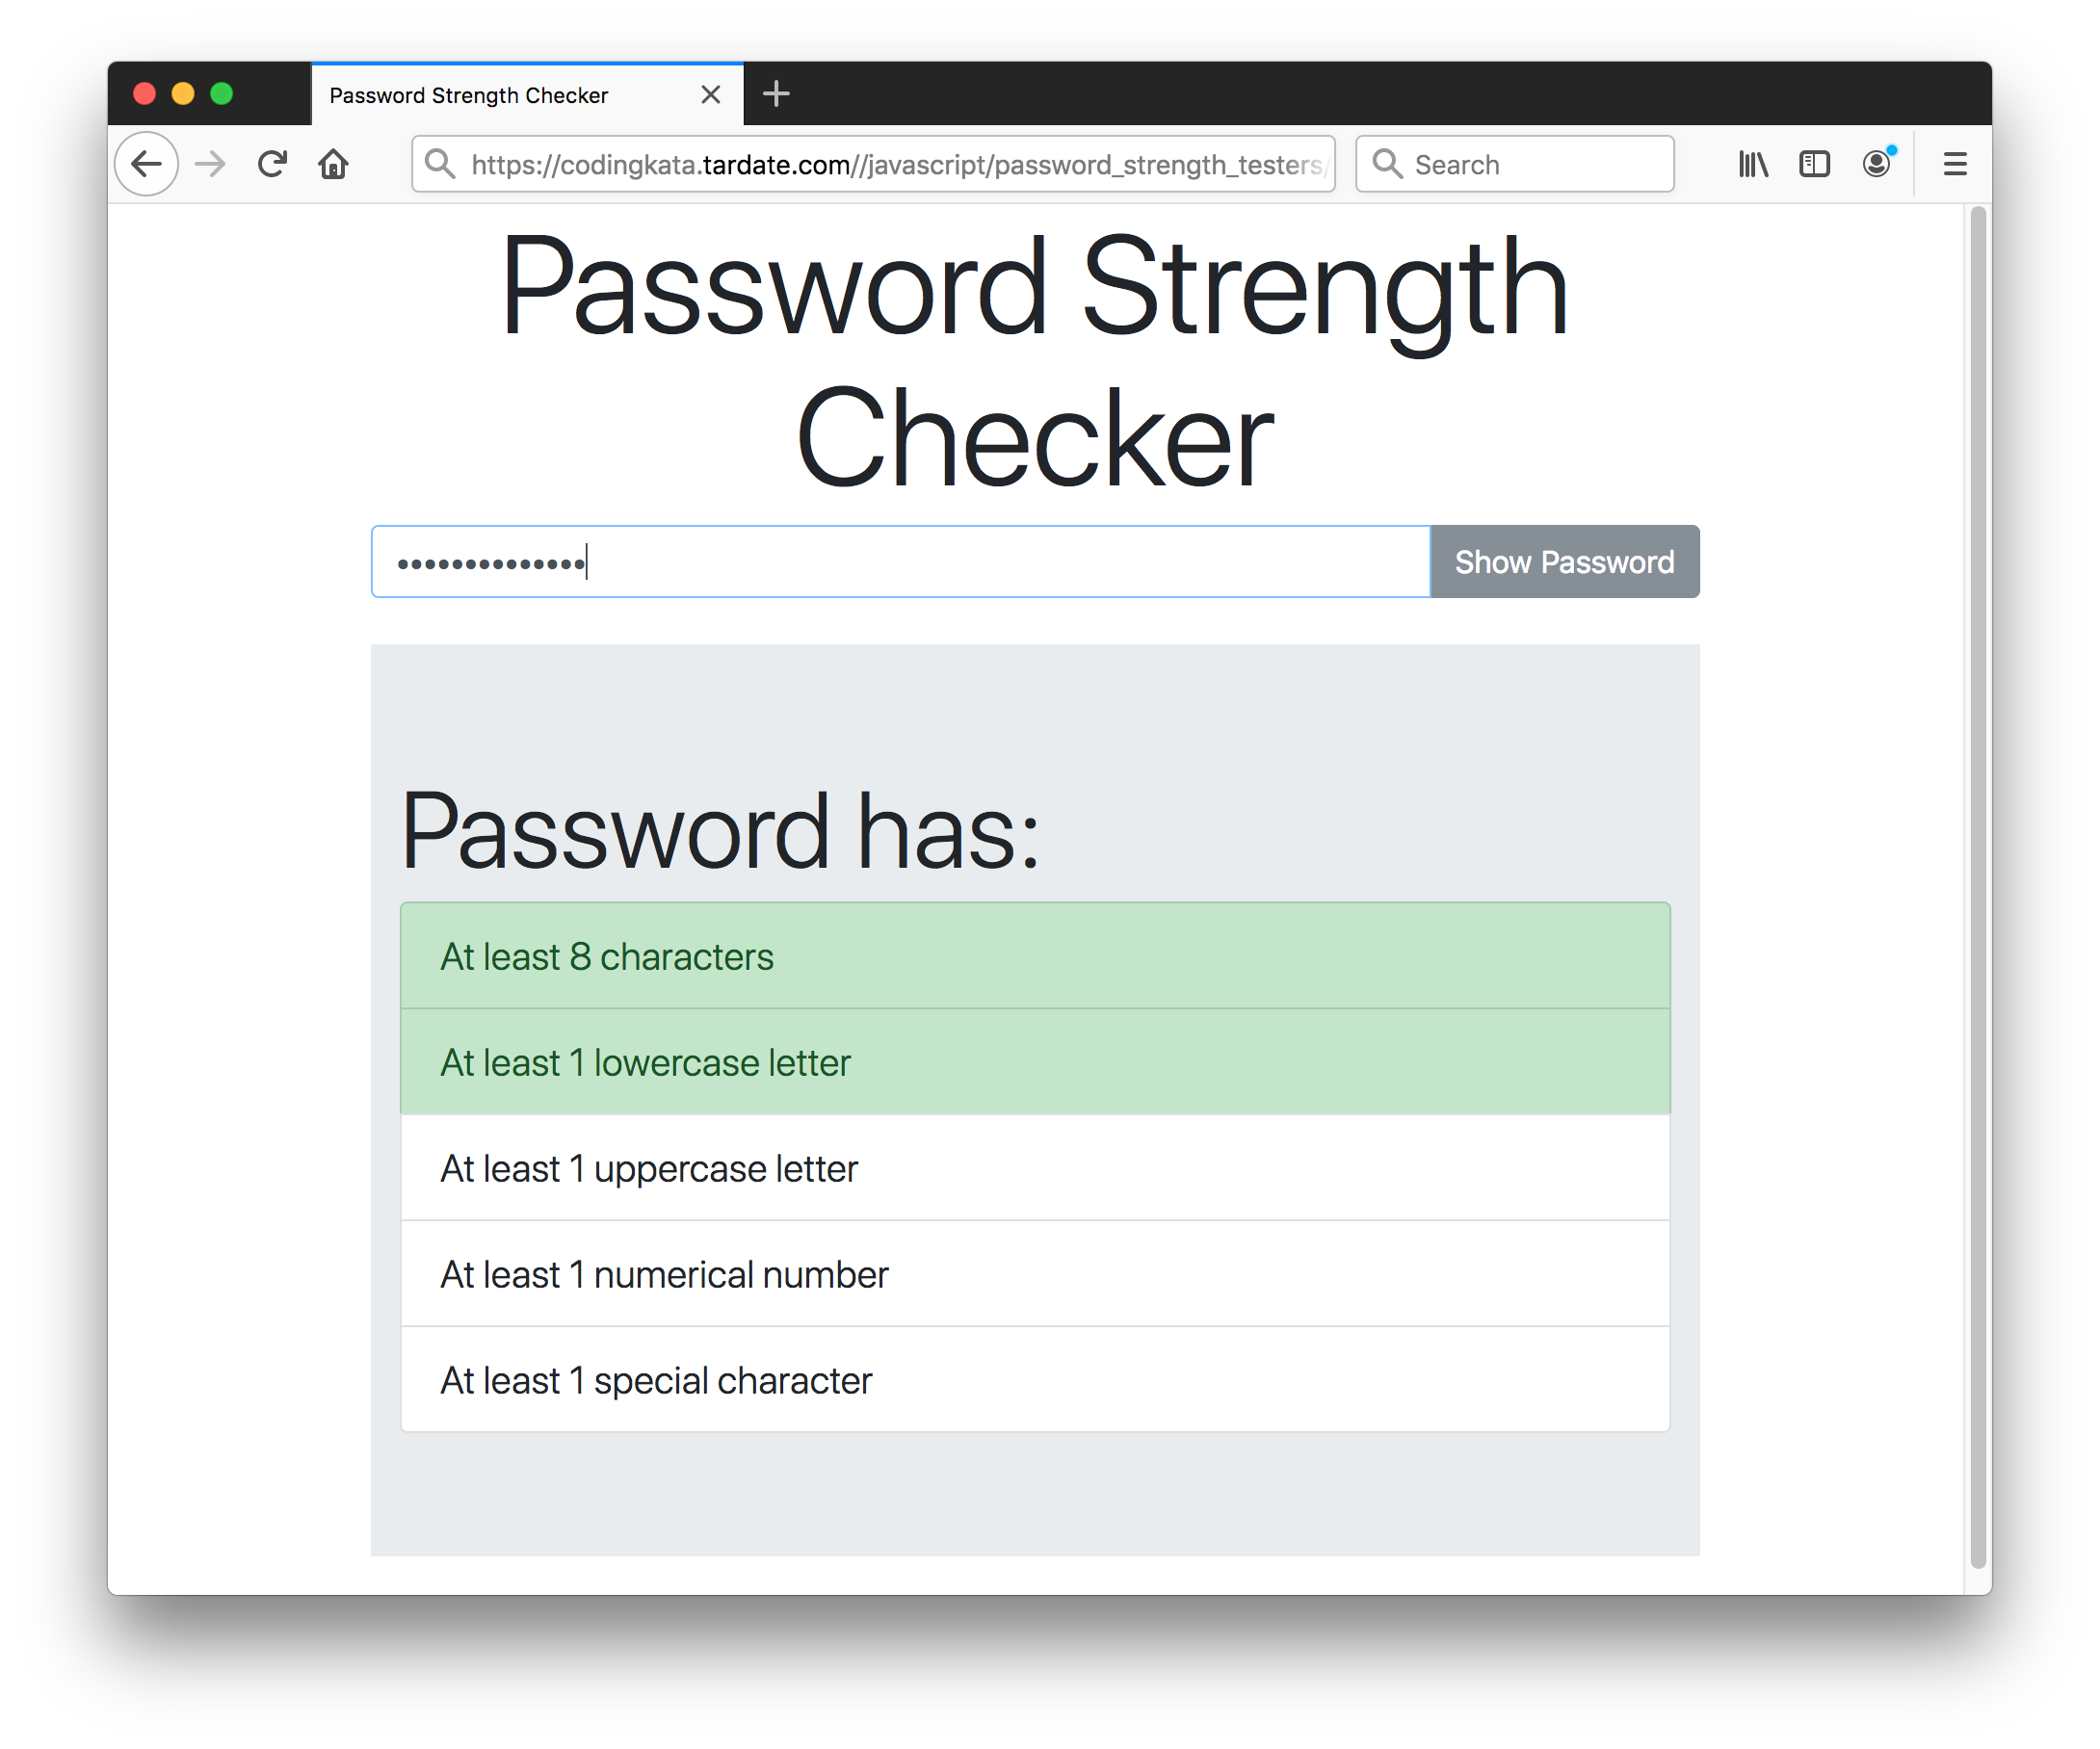 Password Strength Checker
https://codingkata.tardate.com//javascript/password_strength_testers/
Search
Password Strength
Checker
••••••••••••••
Show Password
Password has:
At least 8 characters
At least 1 lowercase letter
At least 1 uppercase letter
At least 1 numerical number
At least 1 special character